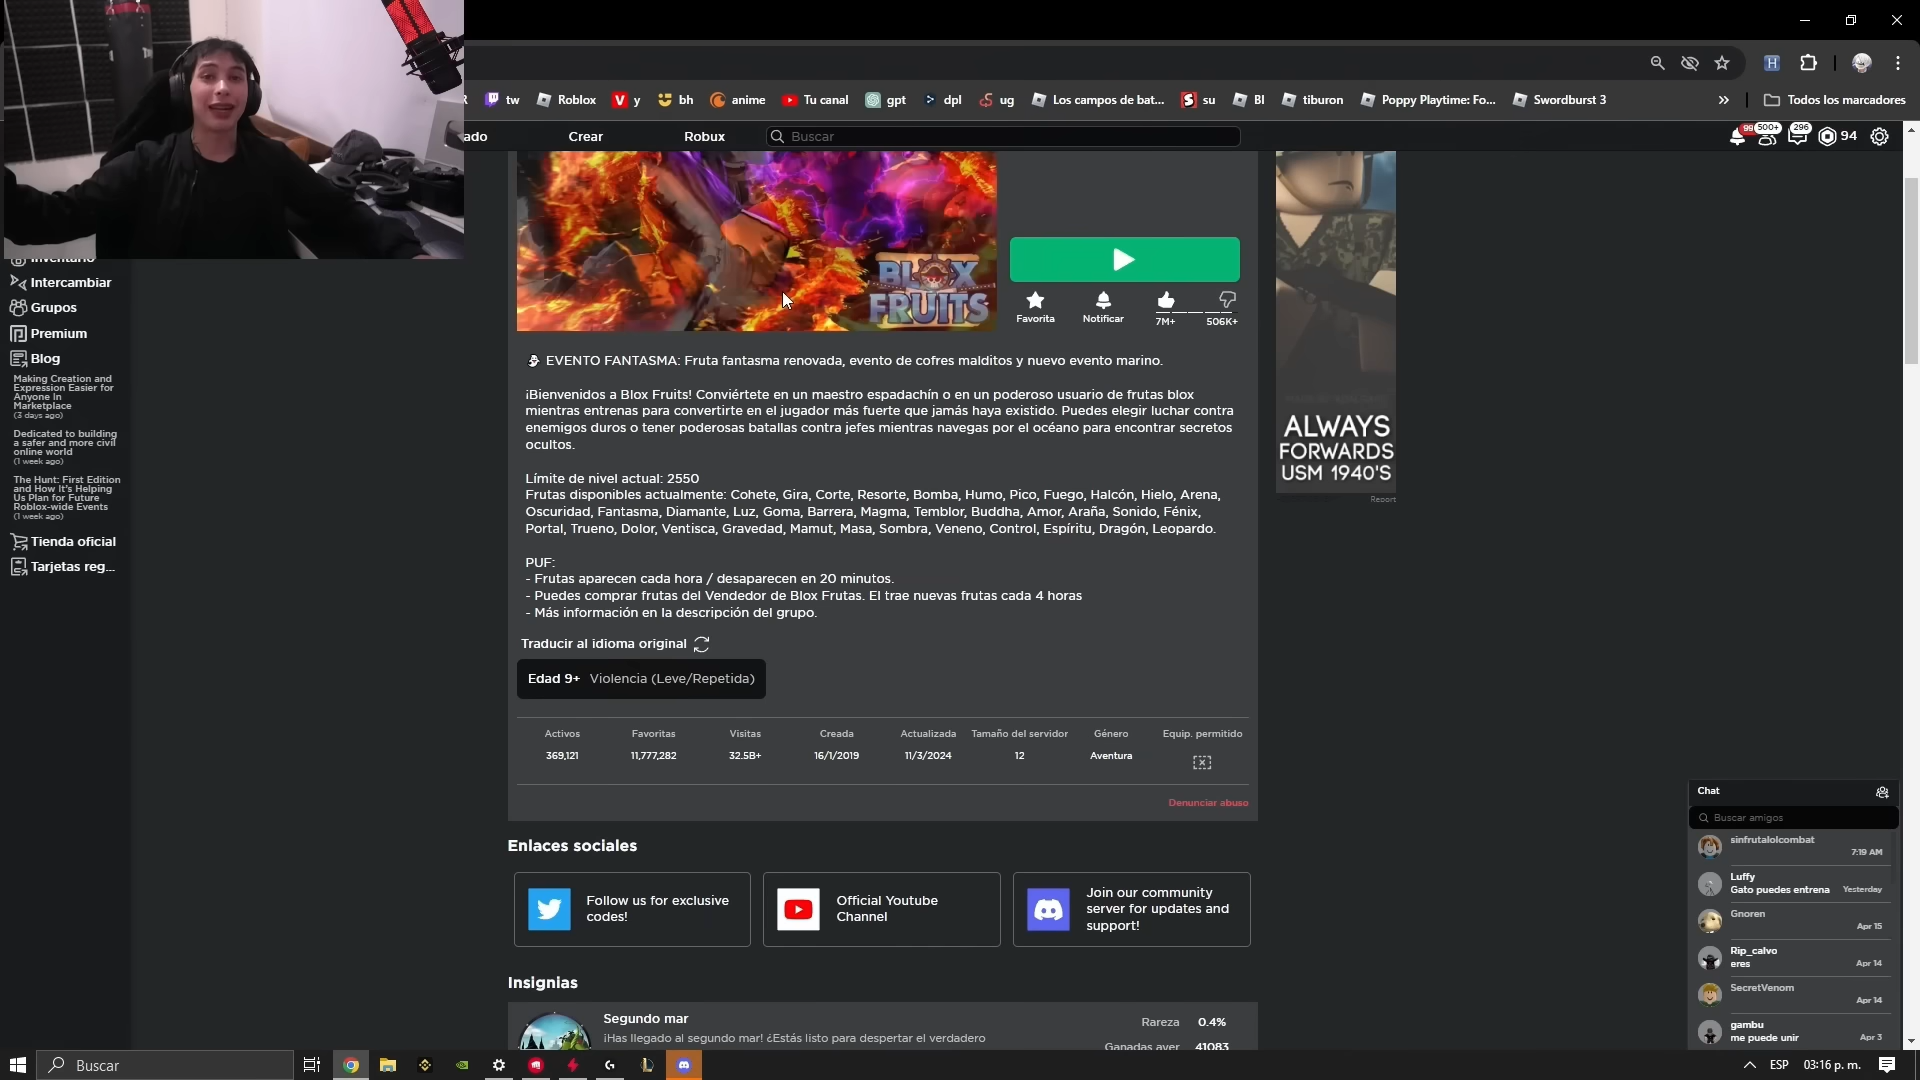 R
tw
Roblox
y
bh
anime
Tu canal
gpt
dpl
ug
Los campos de bat...
su
Bl
tiburon
Poppy Playtime: Fo...
Swordburst 3
»
Todos los marcadores
ado
Crear
Robux
Buscar
99
500+
296
94
Inventario
Intercambiar
Grupos
Premium
Blog
Making Creation and
Expression Easier for
Anyone In
Marketplace
(3 days ago)
Dedicated to building
a safer and more civil
online world
(1 week ago)
The Hunt: First Edition
and How It's Helping
Us Plan for Future
Roblox-wide Events
(1 week ago)
Tienda oficial
Tarjetas reg...
BLOX
FRUITS
Favorita
Notificar
7M+
506K+
EVENTO FANTASMA: Fruta fantasma renovada, evento de cofres malditos y nuevo evento marino.
¡Bienvenidos a Blox Fruits! Conviértete en un maestro espadachín o en un poderoso usuario de frutas blox
mientras entrenas para convertirte en el jugador más fuerte que jamás haya existido. Puedes elegir luchar contra
enemigos duros o tener poderosas batallas contra jefes mientras navegas por el océano para encontrar secretos
ocultos.
Límite de nivel actual: 2550
Frutas disponibles actualmente: Cohete, Gira, Corte, Resorte, Bomba, Humo, Pico, Fuego, Halcón, Hielo, Arena,
Oscuridad, Fantasma, Diamante, Luz, Goma, Barrera, Magma, Temblor, Buddha, Amor, Araña, Sonido, Fénix,
Portal, Trueno, Dolor, Ventisca, Gravedad, Mamut, Masa, Sombra, Veneno, Control, Espíritu, Dragón, Leopardo.
PUF:
- Frutas aparecen cada hora / desaparecen en 20 minutos.
- Puedes comprar frutas del Vendedor de Blox Frutas. El trae nuevas frutas cada 4 horas
- Más información en la descripción del grupo.
Traducir al idioma original
Edad 9+ Violencia (Leve/Repetida)
Activos Favoritas Visitas Creada Actualizada Tamaño del servidor Género Equip. permitido
369,121 11,777,282 32.5B+ 16/1/2019 11/3/2024 12 Aventura
Denunciar abuso
Enlaces sociales
Follow us for exclusive
codes!
Official Youtube
Channel
Join our community
server for updates and
support!
Insignias
Segundo mar
¡Has llegado al segundo mar! ¿Estás listo para despertar el verdadero
Rareza 0.4%
Ganadas ayer 41083
ALWAYS
FORWARDS
USM 1940'S
Report
Chat
Buscar amigos
sinfrutalolcombat
7:19 AM
Luffy
Gato puedes entrena Yesterday
Gnoren
Apr 15
Rip_calvo
eres Apr 14
SecretVenom
Apr 14
gambu
me puede unir Apr 3
Buscar
ESP
03:16 p. m.